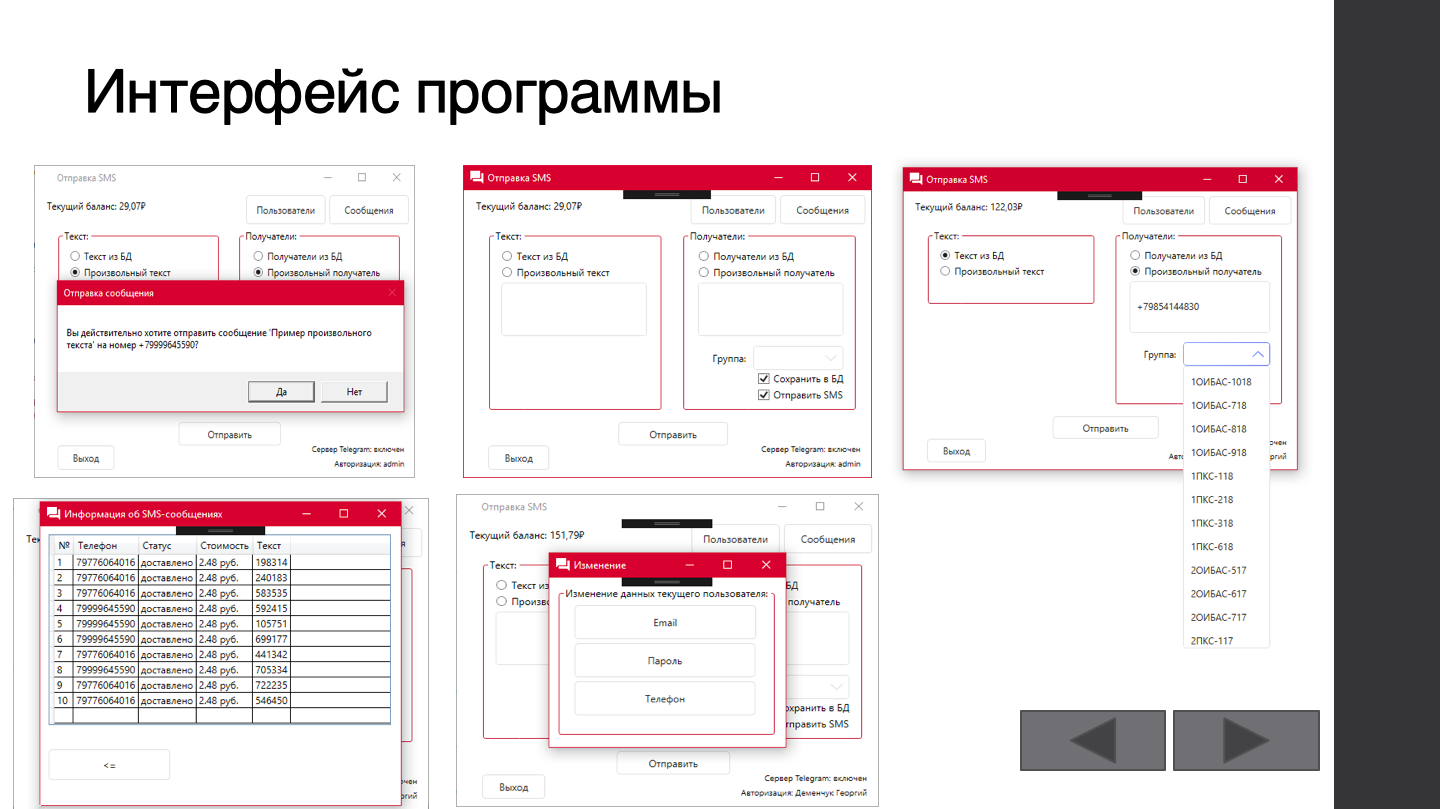 Интерфейс программы
Отправка SMS
Текущий баланс: 29,07₽
Пользователи
Сообщения
Текст:
Текст из БД
Произвольный текст
Получатели:
Получатели из БД
Произвольный получатель
Отправка сообщения
Вы действительно хотите отправить сообщение 'Пример произвольного
текста' на номер +79999645590?
Да
Нет
Отправить
Выход
Сервер Telegram: включен
Авторизация: admin
Отправка SMS
Текущий баланс: 29,07₽
Пользователи
Сообщения
Текст:
Текст из БД
Произвольный текст
Получатели:
Получатели из БД
Произвольный получатель
Группа:
Сохранить в БД
Отправить SMS
Отправить
Выход
Сервер Telegram: включен
Авторизация: admin
Отправка SMS
Текущий баланс: 122,03₽
Пользователи
Сообщения
Текст:
Текст из БД
Произвольный текст
Получатели:
Получатели из БД
Произвольный получатель
+79854144830
Группа:
1ОИБАС-1018
1ОИБАС-718
1ОИБАС-818
1ОИБАС-918
1ПКС-118
1ПКС-218
1ПКС-318
1ПКС-618
2ОИБАС-517
2ОИБАС-617
2ОИБАС-717
2ПКС-117
Отправить
Выход
чен
Авто
ргий
Информация об SMS-сообщениях
Тек
я
№ Телефон Статус Стоимость Текст
1 79776064016 доставлено 2.48 руб. 198314
2 79776064016 доставлено 2.48 руб. 240183
3 79776064016 доставлено 2.48 руб. 583535
4 79999645590 доставлено 2.48 руб. 592415
5 79999645590 доставлено 2.48 руб. 105751
6 79999645590 доставлено 2.48 руб. 699177
7 79776064016 доставлено 2.48 руб. 441342
8 79999645590 доставлено 2.48 руб. 705334
9 79776064016 доставлено 2.48 руб. 722235
10 79776064016 доставлено 2.48 руб. 546450
<=
чен
ргий
Отправка SMS
Текущий баланс: 151,79₽
Пользователи
Сообщения
Текст:
Текст из
Произво
БД
получатель
Изменение
Изменение данных текущего пользователя:
Email
Пароль
Телефон
охранить в БД
тправить SMS
Отправить
Выход
Сервер Telegram: включен
Авторизация: Деменчук Георгий